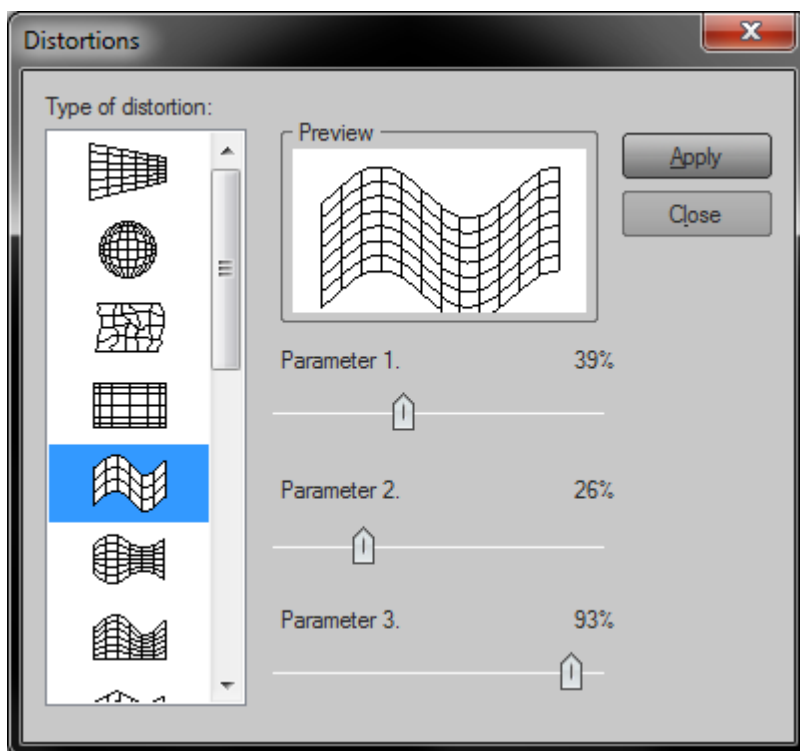 Distortions
Type of distortion:
Preview
Apply
Close
Parameter 1. 39%
Parameter 2. 26%
Parameter 3. 93%